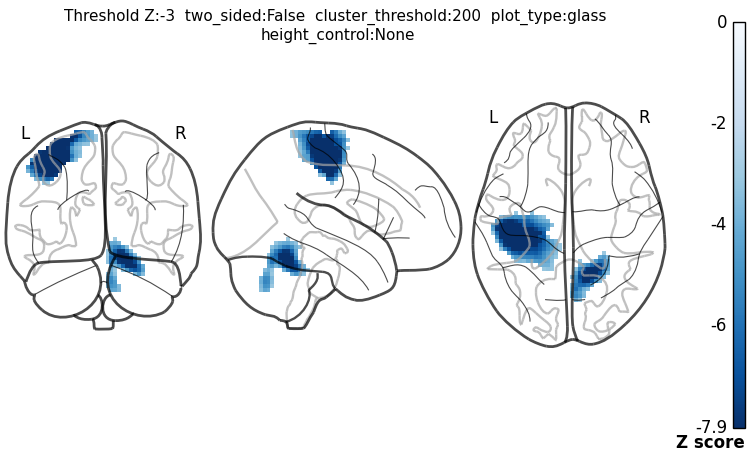 Threshold Z:-3  two_sided:False  cluster_threshold:200  plot_type:glass
height_control:None
L
R
L
R
0
-2
-4
-6
-7.9
Z score